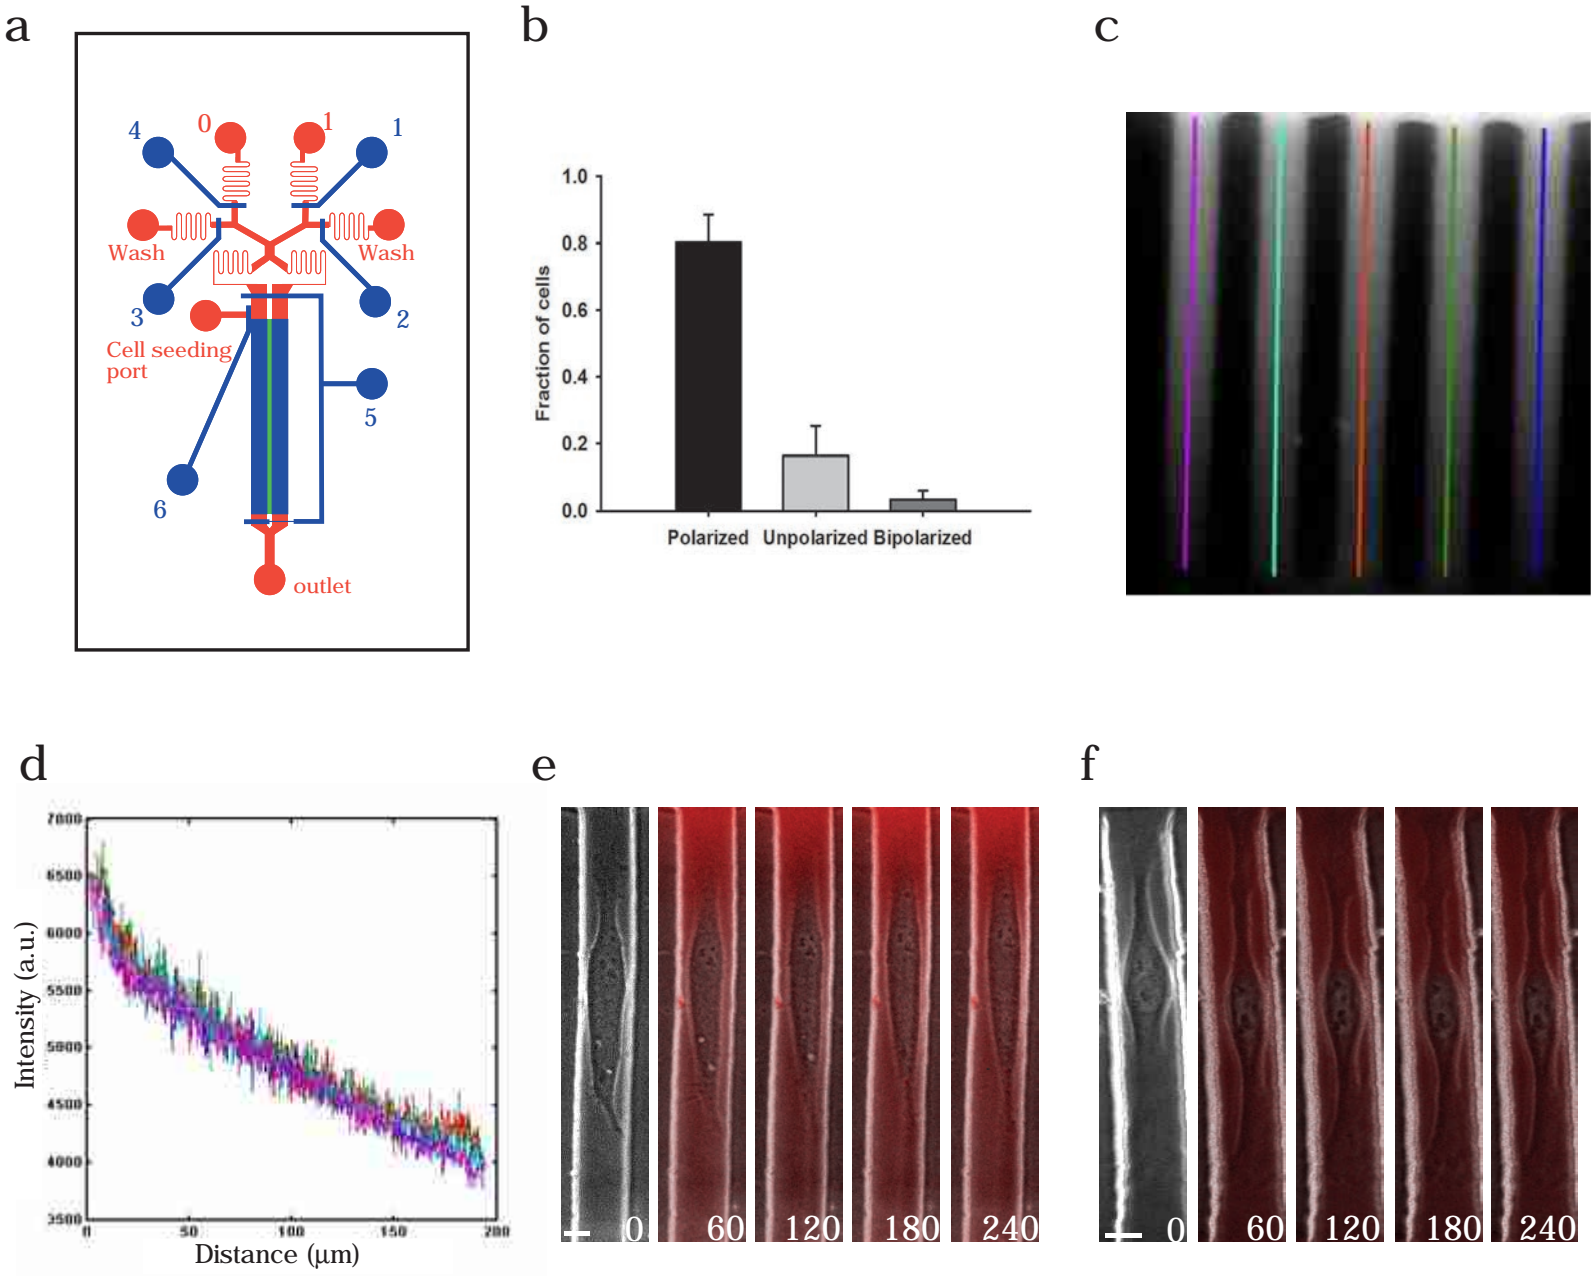 a
b
c
4
0
1
1
Wash
Wash
3
2
Cell seeding
port
5
6
outlet
1.0
0.8
0.6
0.4
0.2
0.0
Fraction of cells
Polarized Unpolarized Bipolarized
d
e
f
7000
6500
6000
5500
5000
4500
4000
3500
Intensity (a.u.)
0 50 100 150 200
Distance (μm)
0 60 120 180 240
0 60 120 180 240